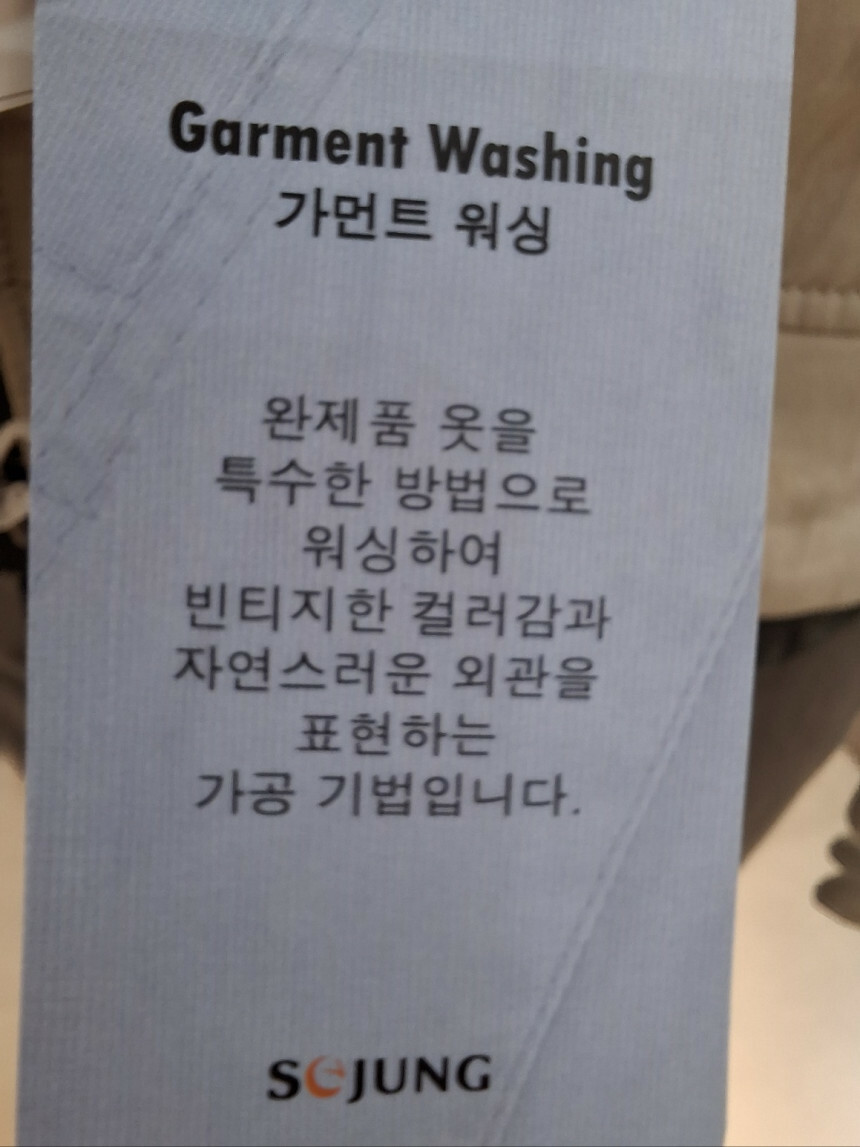 Garment Washing
가먼트 워싱
완제품 옷을
특수한 방법으로
워싱하여
빈티지한 컬러감과
자연스러운 외관을
표현하는
가공 기법입니다.
SeJUNG